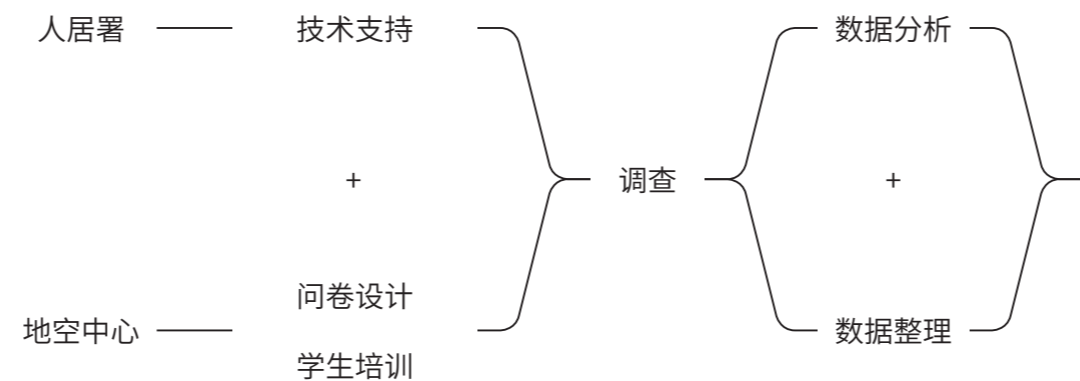 人居署
技术支持
数据分析
+
调查
+
问卷设计
地空中心
数据整理
学生培训